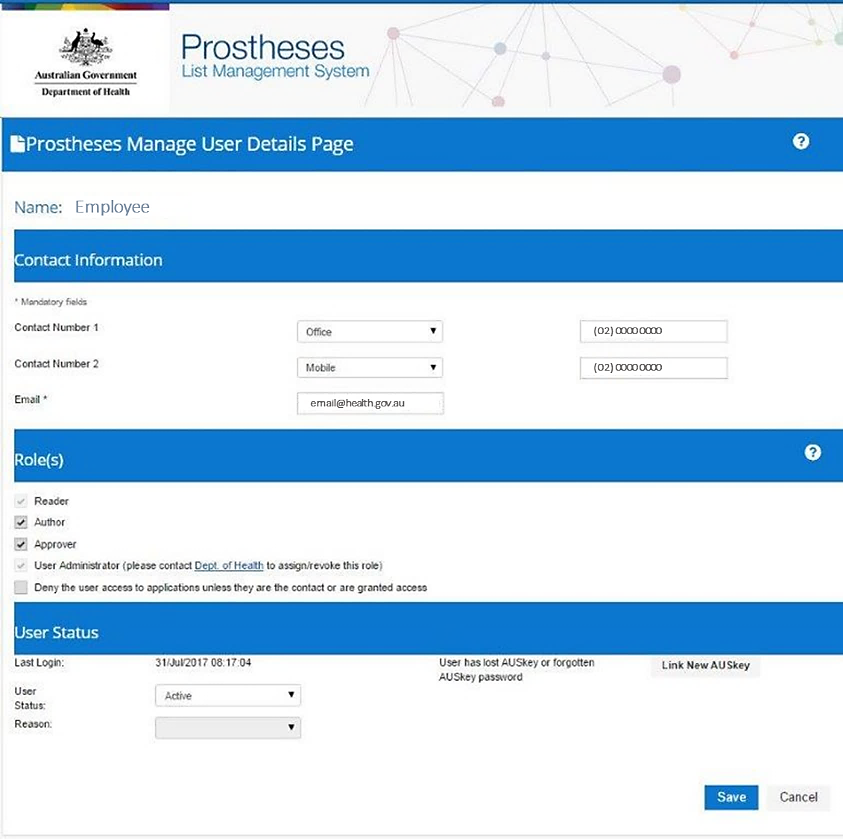 Australian Government
Department of Health
Prostheses
List Management System
Prostheses Manage User Details Page
?
Name: Employee
Contact Information
* Mandatory fields
Contact Number 1 Office (02) 0000 0000
Contact Number 2 Mobile (02) 0000 0000
Email * email@health.gov.au
Role(s) ?
Reader
Author
Approver
User Administrator (please contact Dept. of Health to assign/revoke this role)
Deny the user access to applications unless they are the contact or are granted access
User Status
Last Login: 31/Jul/2017 08:17:04 User has lost AUSkey or forgotten Link New AUSkey
AUSkey password
User
Status: Active
Reason:
Save Cancel